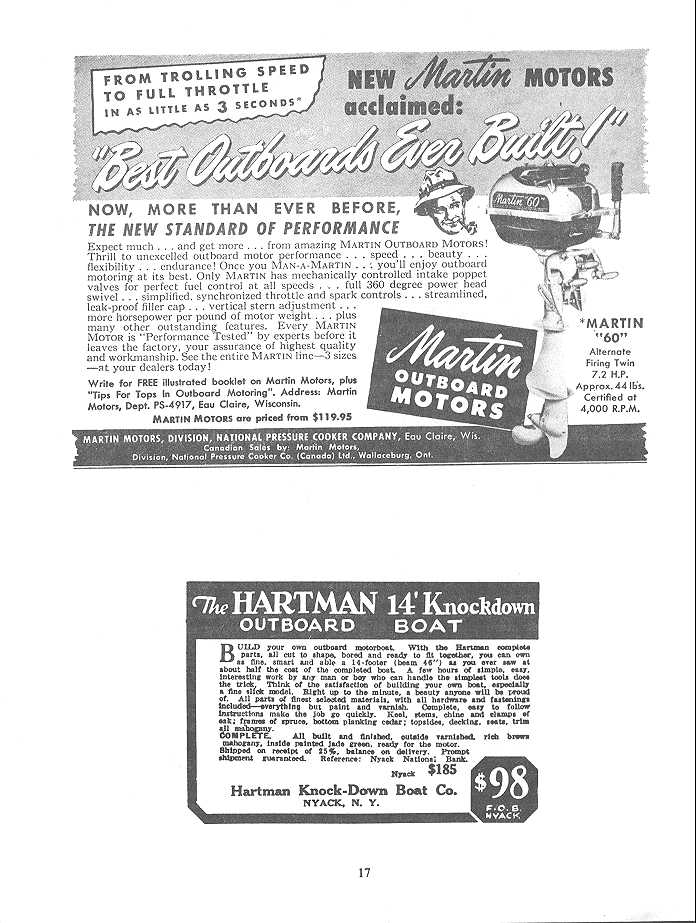 FROM TROLLING SPEED
TO FULL THROTTLE
IN AS LITTLE AS 3 SECONDS*
NEW Martin MOTORS
acclaimed:
"Best Outboards Ever Built!"
NOW, MORE THAN EVER BEFORE,
THE NEW STANDARD OF PERFORMANCE
Expect much . . . and get more . . . from amazing MARTIN OUTBOARD MOTORS!
Thrill to unexcelled outboard motor performance . . . speed . . . beauty . . .
flexibility . . . endurance! Once you MAN-A-MARTIN . . . you'll enjoy outboard
motoring at its best. Only MARTIN has mechanically controlled intake poppet
valves for perfect fuel control at all speeds . . . full 360 degree power head
swivel . . . simplified, synchronized throttle and spark controls . . . streamlined,
leak-proof filler cap . . . vertical stern adjustment . . .
more horsepower per pound of motor weight . . . plus
many other outstanding features. Every MARTIN
MOTOR is "Performance Tested" by experts before it
leaves the factory, your assurance of highest quality
and workmanship. See the entire MARTIN line—3 sizes
—at your dealers today!
Write for FREE illustrated booklet on Martin Motors, plus
"Tips For Tops In Outboard Motoring". Address: Martin
Motors, Dept. PS-4917, Eau Claire, Wisconsin.
MARTIN MOTORS are priced from $119.95
Martin "60"
Martin
OUTBOARD
MOTORS
*MARTIN
"60"
Alternate
Firing Twin
7.2 H.P.
Approx. 44 lbs.
Certified at
4,000 R.P.M.
MARTIN MOTORS, DIVISION, NATIONAL PRESSURE COOKER COMPANY, Eau Claire, Wis.
Canadian Sales by: Martin Motors,
Division, National Pressure Cooker Co. (Canada) Ltd., Wallaceburg, Ont.
The HARTMAN 14' Knockdown
OUTBOARD BOAT
BUILD your own outboard motorboat. With the Hartman complete
parts, all cut to shape, bored and ready to fit together, you can own
as fine, smart and able a 14-footer (beam 46") as you ever saw at
about half the cost of the completed boat. A few hours of simple, easy,
interesting work by any man or boy who can handle the simplest tools does
the trick. Think of the satisfaction of building your own boat, especially
a fine slick model. Right up to the minute, a beauty anyone will be proud
of. All parts of finest selected materials, with all hardware and fastenings
included—everything but paint and varnish. Complete, easy to follow
instructions make the job go quickly. Keel, stems, chine and clamps of
oak; frames of spruce, bottom planking cedar; topsides, decking, seats, trim
all mahogany.
COMPLETE. All built and finished, outside varnished, rich brown
mahogany, inside painted jade green, ready for the motor.
Shipped on receipt of 25%, balance on delivery. Prompt
shipment guaranteed. Reference: Nyack National Bank.
Nyack $185
Hartman Knock-Down Boat Co.
NYACK, N. Y.
$98
F.O.B.
NYACK
17